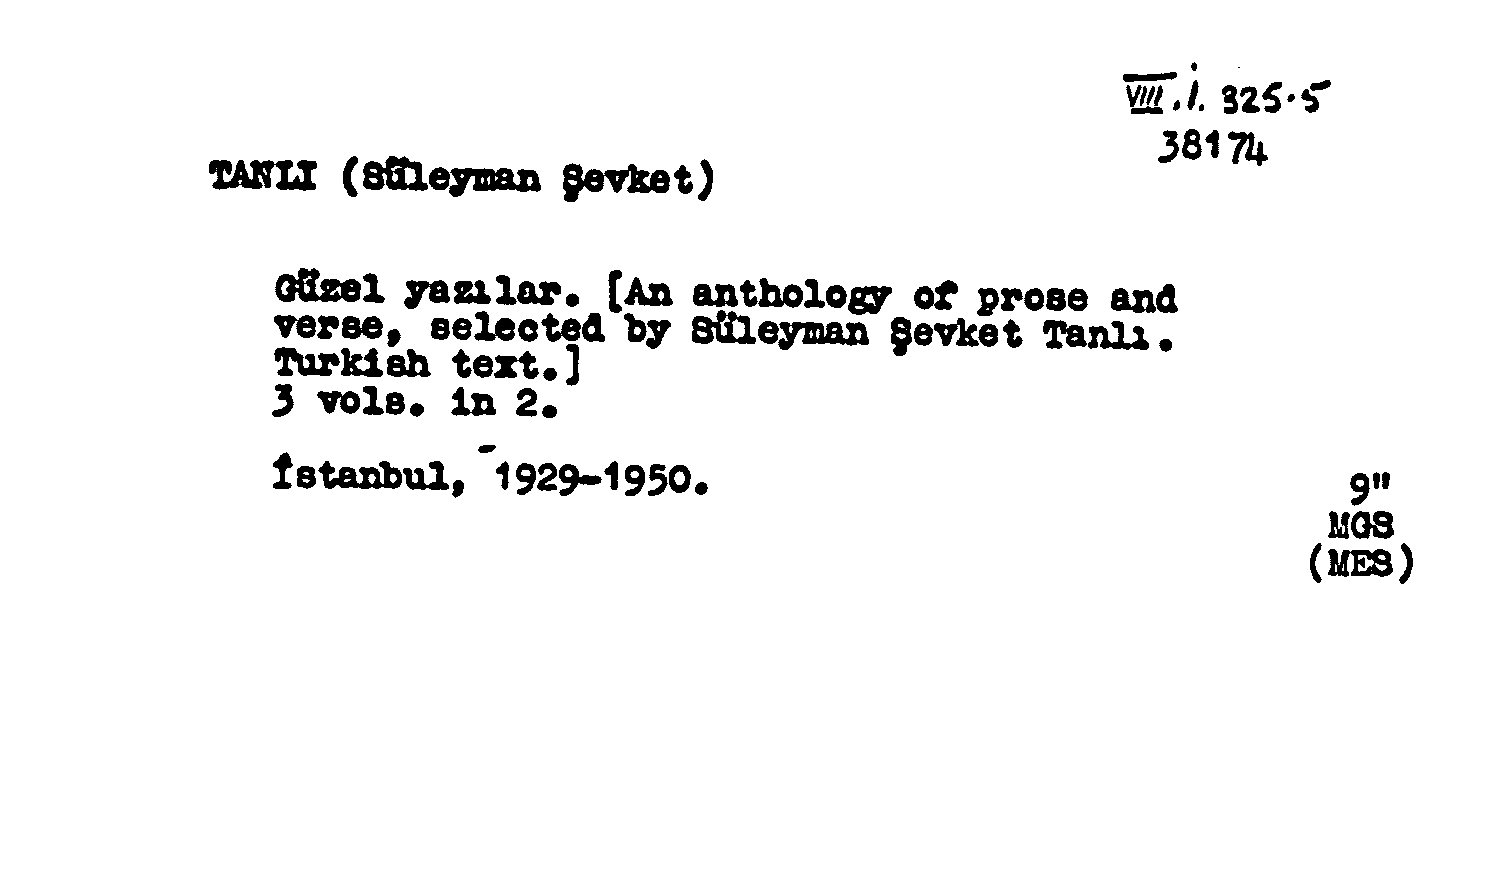 VIII.i. 325.5
38174
TANLI (Süleyman Şevket)
Güzel yazılar. [An anthology of prose and
verse, selected by Süleyman Şevket Tanlı.
Turkish text.]
3 vols. in 2.
İstanbul, 1929-1950.
9"
MGS
(MES)